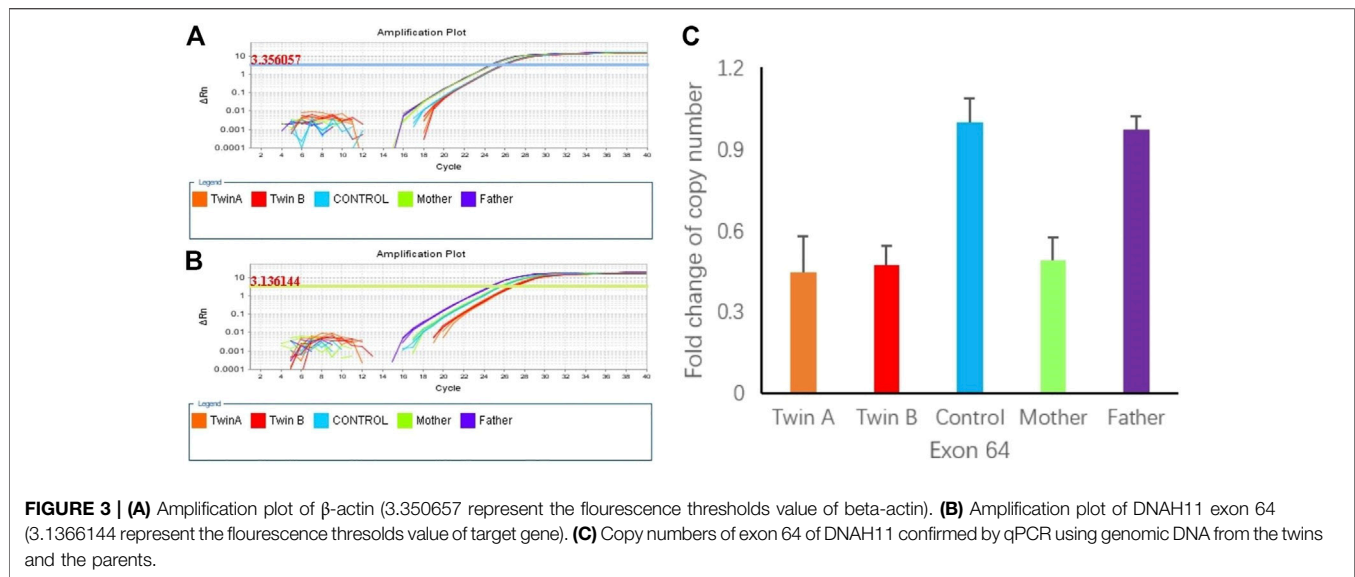 A
Amplification Plot
3.356057
10
1
0.1
0.01
0.001
0.0001
ΔRn
2 4 6 8 10 12 14 16 18 20 22 24 26 28 30 32 34 36 38 40
Cycle
Legend
TwinA Twin B CONTROL Mother Father
B
Amplification Plot
3.136144
10
1
0.1
0.01
0.001
0.0001
ΔRn
2 4 6 8 10 12 14 16 18 20 22 24 26 28 30 32 34 36 38 40
Cycle
Legend
TwinA Twin B CONTROL Mother Father
C
Fold change of copy number
1.2
0.9
0.6
0.3
0
Twin A Twin B Control Mother Father
Exon 64
FIGURE 3 | (A) Amplification plot of β-actin (3.350657 represent the flourescence thresholds value of beta-actin). (B) Amplification plot of DNAH11 exon 64
(3.1366144 represent the flourescence thresolds value of target gene). (C) Copy numbers of exon 64 of DNAH11 confirmed by qPCR using genomic DNA from the twins
and the parents.